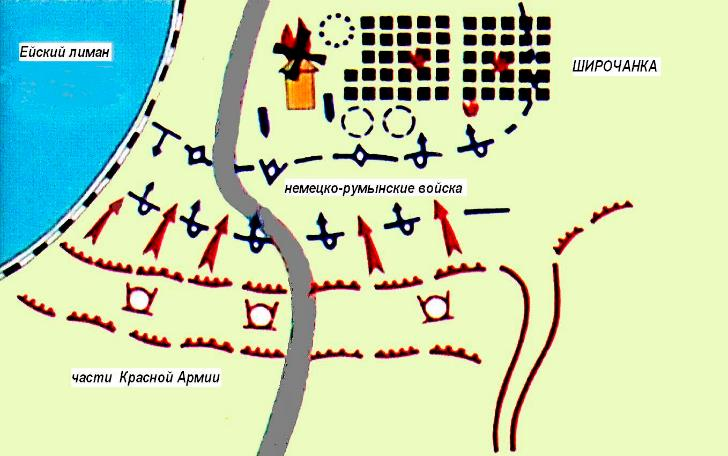 Ейский лиман
ШИРОЧАНКА
немецко-румынские войска
части Красной Армии